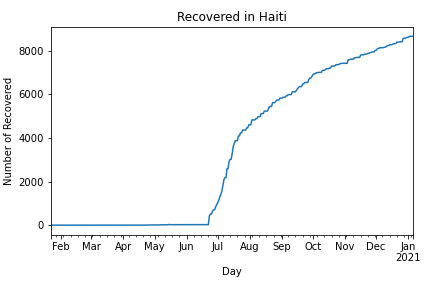 Recovered in Haiti
Number of Recovered
8000
6000
4000
2000
0
Feb Mar Apr May Jun Jul Aug Sep Oct Nov Dec Jan
2021
Day